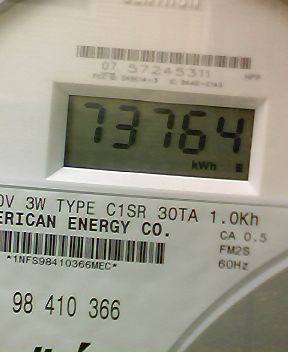 07 57245311
73764
kWh
0V 3W TYPE C1SR 30TA 1.0Kh
ERICAN ENERGY CO.
CA 0.5
FM2S
*1NFS98410366MEC*
60Hz
98 410 366